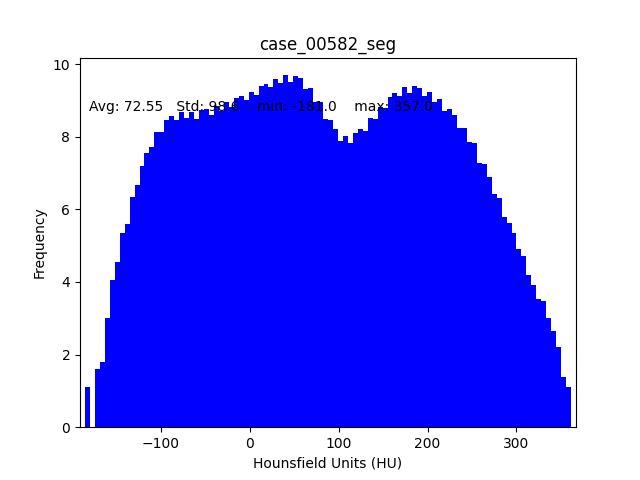 case_00582_seg
Avg: 72.55 Std: 98.6 min: -181.0 max: 357.0
10
8
6
4
2
0
Frequency
−100 0 100 200 300
Hounsfield Units (HU)